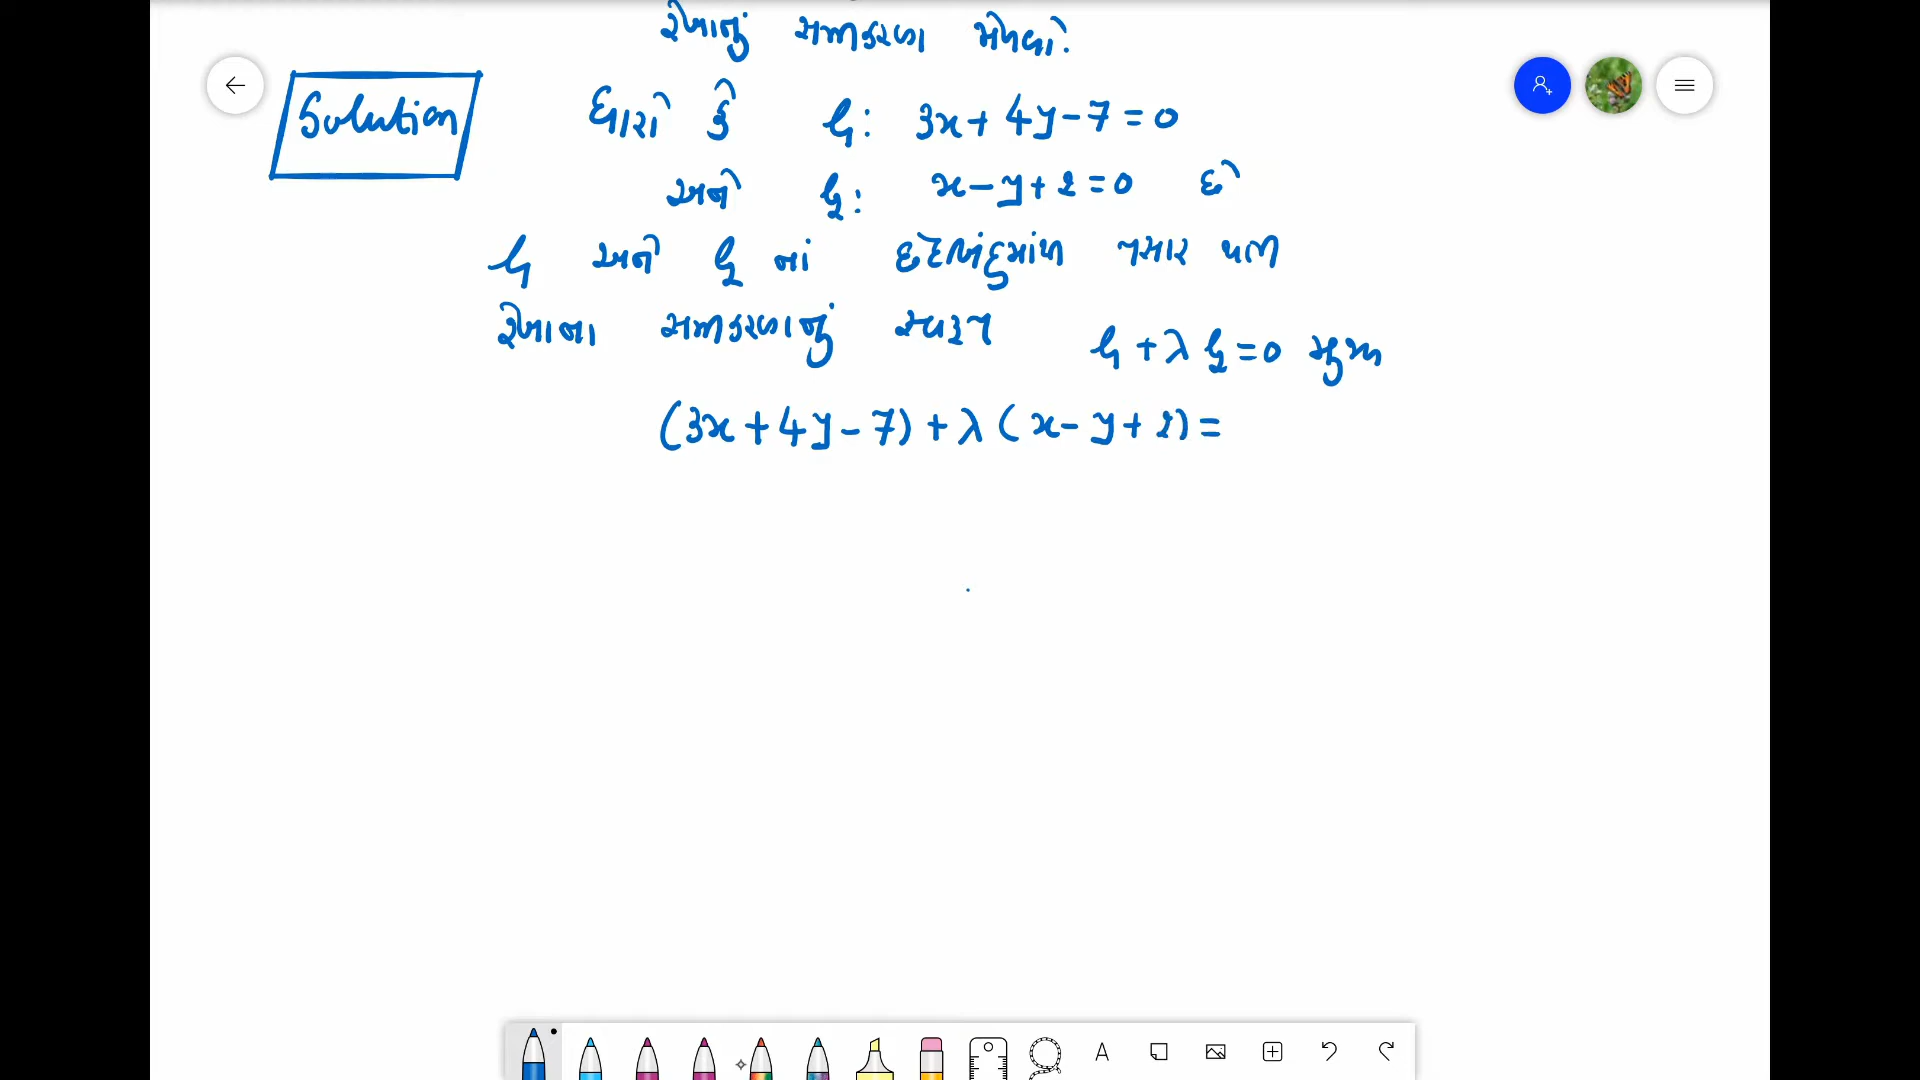 રેખાનું સમીકરણ મેળવો.
Solution
ધારો કે l₁: 3x + 4y - 7 = 0
અને l₂: x - y + 2 = 0 છે
l₁ અને l₂ નાં છેદબિંદુમાંથી પસાર થતી
રેખાના સમીકરણનું સ્વરૂપ l₁ + λ l₂ = 0
(3x + 4y - 7) + λ ( x - y + 2) =
A